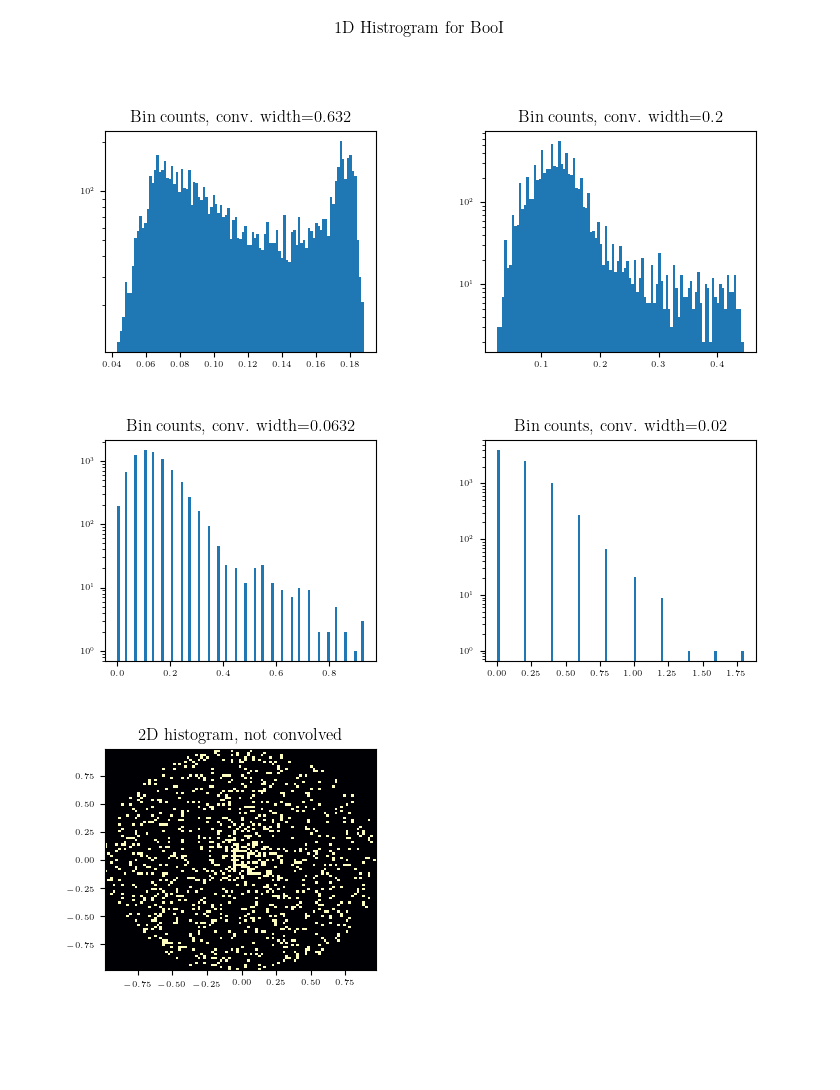 1D Histrogram for BooI
Bin counts, conv. width=0.632
10²
0.04 0.06 0.08 0.10 0.12 0.14 0.16 0.18
Bin counts, conv. width=0.2
10²
10¹
0.1 0.2 0.3 0.4
Bin counts, conv. width=0.0632
10³
10²
10¹
10⁰
0.0 0.2 0.4 0.6 0.8
Bin counts, conv. width=0.02
10³
10²
10¹
10⁰
0.00 0.25 0.50 0.75 1.00 1.25 1.50 1.75
2D histogram, not convolved
0.75
0.50
0.25
0.00
−0.25
−0.50
−0.75
−0.75 −0.50 −0.25 0.00 0.25 0.50 0.75